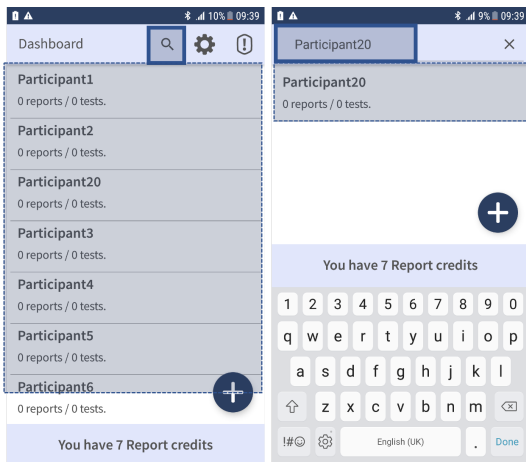 10% 09:39
Dashboard
Participant1
0 reports / 0 tests.
Participant2
0 reports / 0 tests.
Participant20
0 reports / 0 tests.
Participant3
0 reports / 0 tests.
Participant4
0 reports / 0 tests.
Participant5
0 reports / 0 tests.
Participant6
0 reports / 0 tests.
You have 7 Report credits
9% 09:39
Participant20
Participant20
0 reports / 0 tests.
You have 7 Report credits
1 2 3 4 5 6 7 8 9 0
q w e r t y u i o p
a s d f g h j k l
z x c v b n m
!#☺ English (UK) . Done